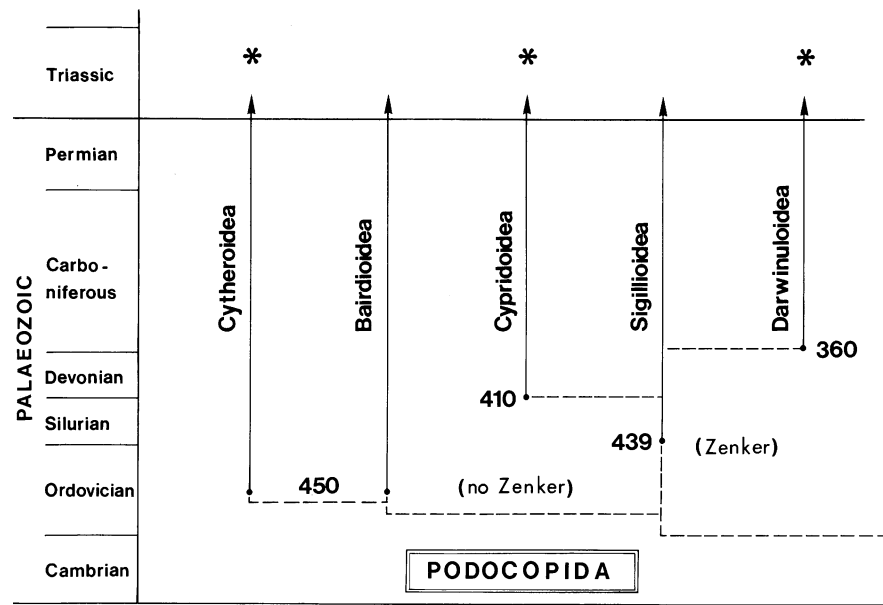 *
*
*
Triassic
Permian
Carbo-
niferous
Devonian
Silurian
Ordovician
Cambrian
PALAEOZOIC
Cytheroidea
Bairdioidea
Cypridoidea
Sigillioidea
Darwinuloidea
360
410
439
(Zenker)
450
(no Zenker)
PODOCOPIDA